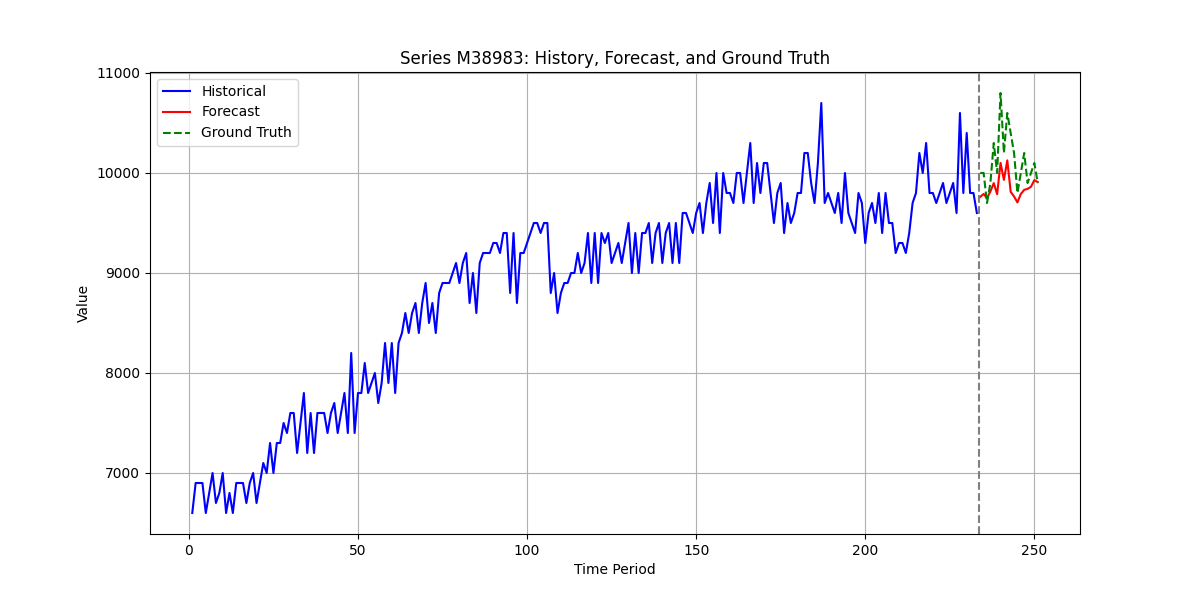 Series M38983: History, Forecast, and Ground Truth
11000
10000
9000
8000
7000
Value
Historical
Forecast
Ground Truth
0
50
100
150
200
250
Time Period